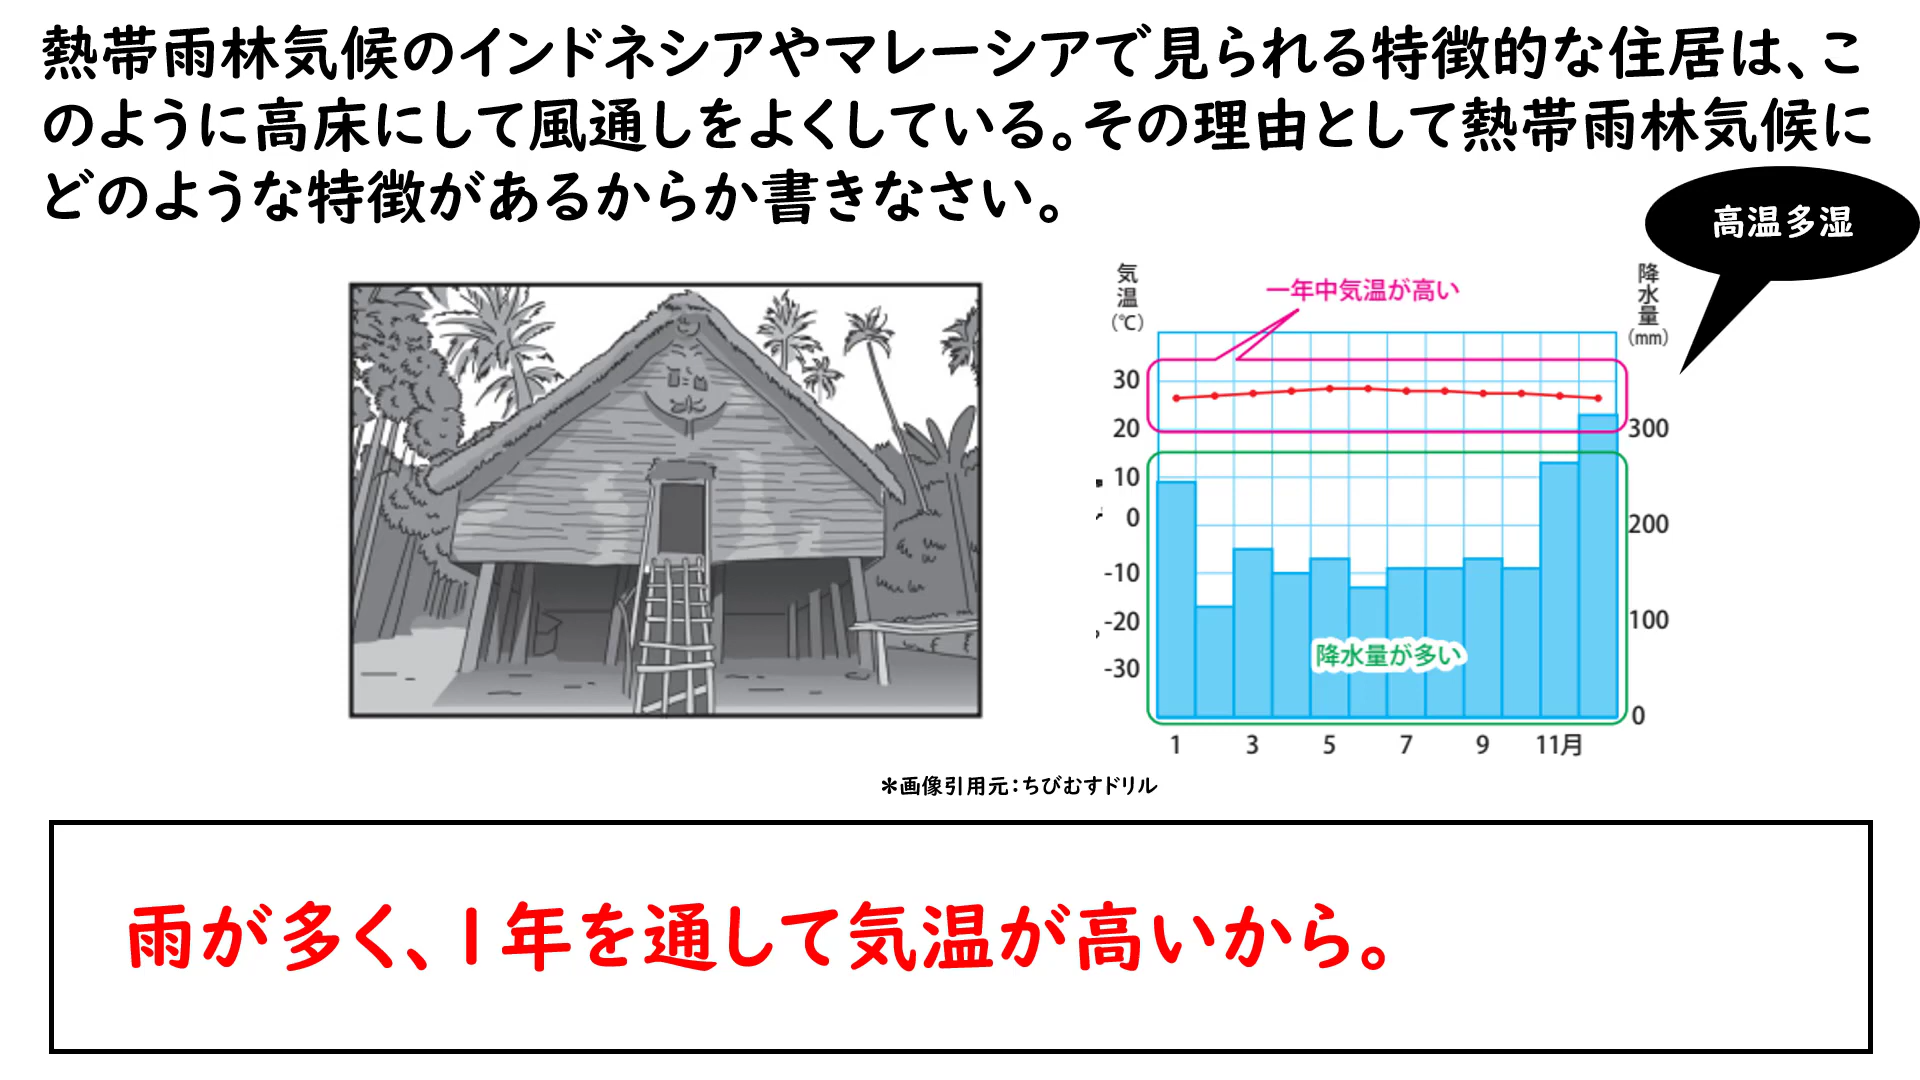 熱帯雨林気候のインドネシアやマレーシアで見られる特徴的な住居は、こ
のように高床にして風通しをよくしている。その理由として熱帯雨林気候に
どのような特徴があるからか書きなさい。
高温多湿
気温
(℃)
一年中気温が高い
降水量
(mm)
30
20
10
0
-10
-20
-30
300
200
100
0
降水量が多い
1 3 5 7 9 11月
*画像引用元:ちびむすドリル
雨が多く、1年を通して気温が高いから。